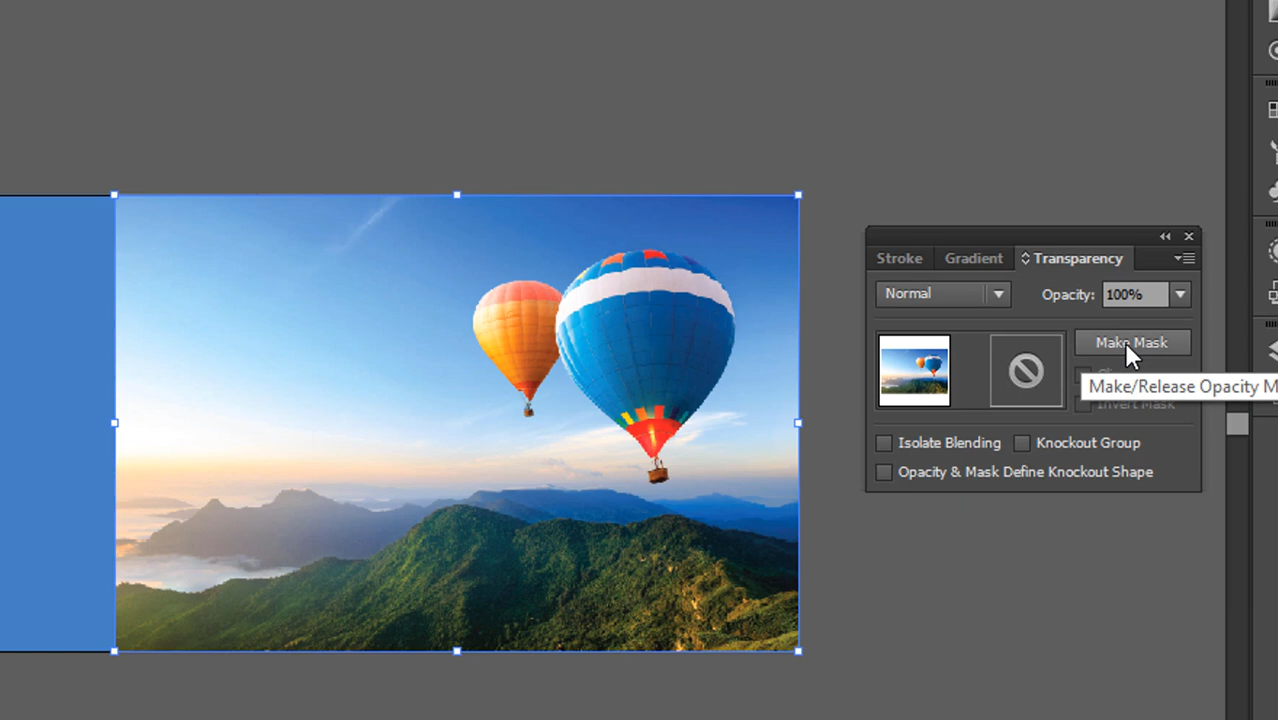 Stroke Gradient Transparency
Normal Opacity: 100%
Make Mask
Make/Release Opacity M
Invert Mask
Isolate Blending Knockout Group
Opacity & Mask Define Knockout Shape